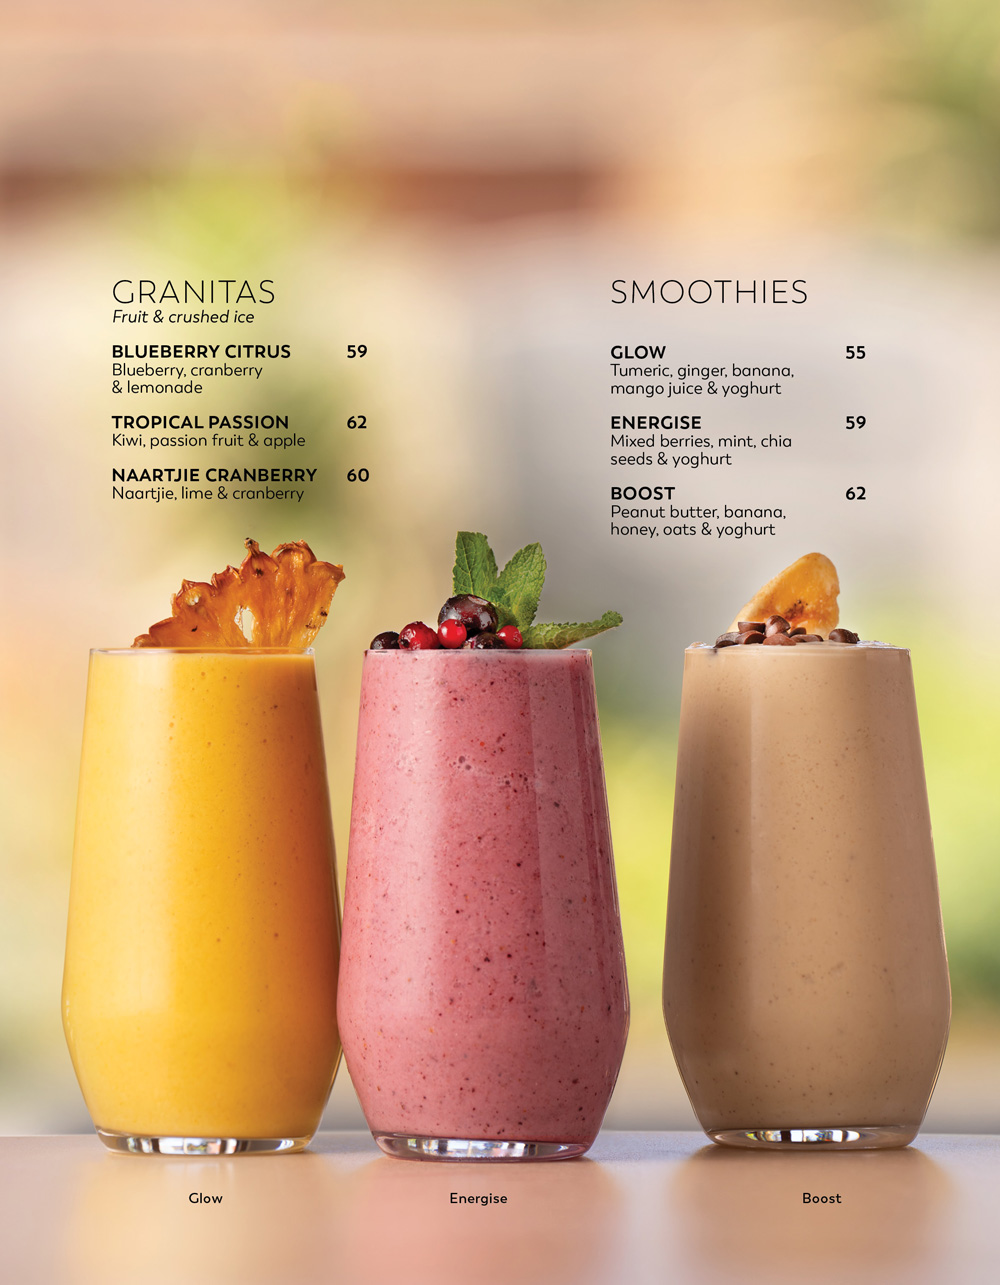 GRANITAS
Fruit & crushed ice
BLUEBERRY CITRUS 59
Blueberry, cranberry
& lemonade
TROPICAL PASSION 62
Kiwi, passion fruit & apple
NAARTJIE CRANBERRY 60
Naartjie, lime & cranberry
SMOOTHIES
GLOW 55
Tumeric, ginger, banana,
mango juice & yoghurt
ENERGISE 59
Mixed berries, mint, chia
seeds & yoghurt
BOOST 62
Peanut butter, banana,
honey, oats & yoghurt
Glow
Energise
Boost